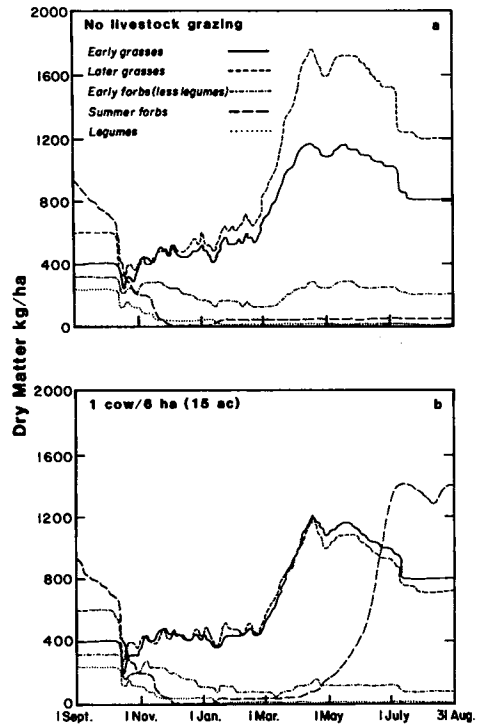 No livestock grazing a
Early grasses
Later grasses
Early forbs (less legumes)
Summer forbs
Legumes
2000
1600
1200
800
400
0
Dry Matter kg/ha
1 cow/6 ha (15 ac) b
2000
1600
1200
800
400
0
1 Sept. 1 Nov. 1 Jan. 1 Mar. 1 May 1 July 31 Aug.